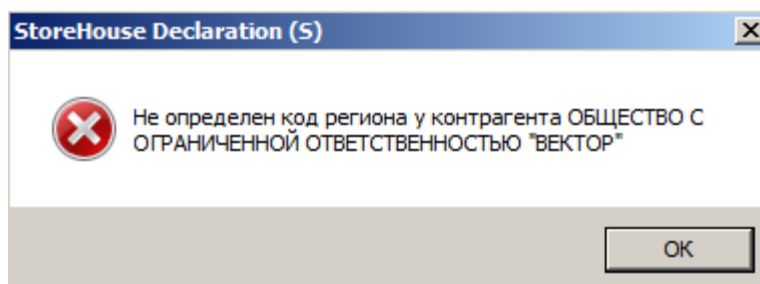 StoreHouse Declaration (S)
Не определен код региона у контрагента ОБЩЕСТВО С
ОГРАНИЧЕННОЙ ОТВЕТСТВЕННОСТЬЮ "ВЕКТОР"
OK